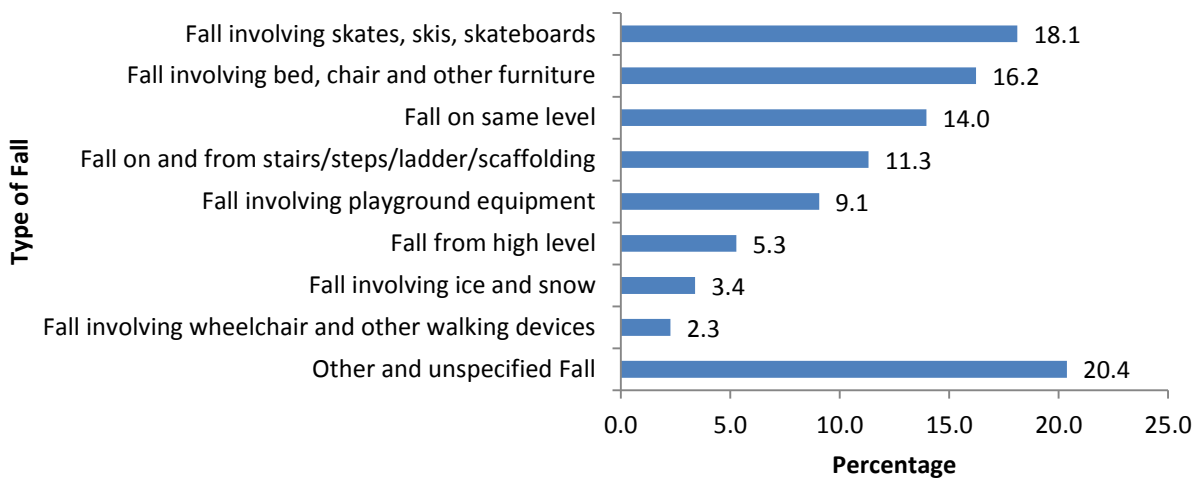 Type of Fall
Fall involving skates, skis, skateboards 18.1
Fall involving bed, chair and other furniture 16.2
Fall on same level 14.0
Fall on and from stairs/steps/ladder/scaffolding 11.3
Fall involving playground equipment 9.1
Fall from high level 5.3
Fall involving ice and snow 3.4
Fall involving wheelchair and other walking devices 2.3
Other and unspecified Fall 20.4
0.0 5.0 10.0 15.0 20.0 25.0
Percentage